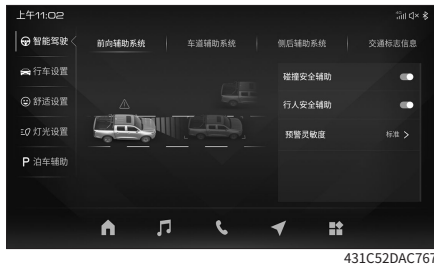 上午11:02
智能驾驶
前向辅助系统
车道辅助系统
侧后辅助系统
交通标志信息
行车设置
舒适设置
灯光设置
P 泊车辅助
碰撞安全辅助
行人安全辅助
预警灵敏度
标准
431C52DAC767